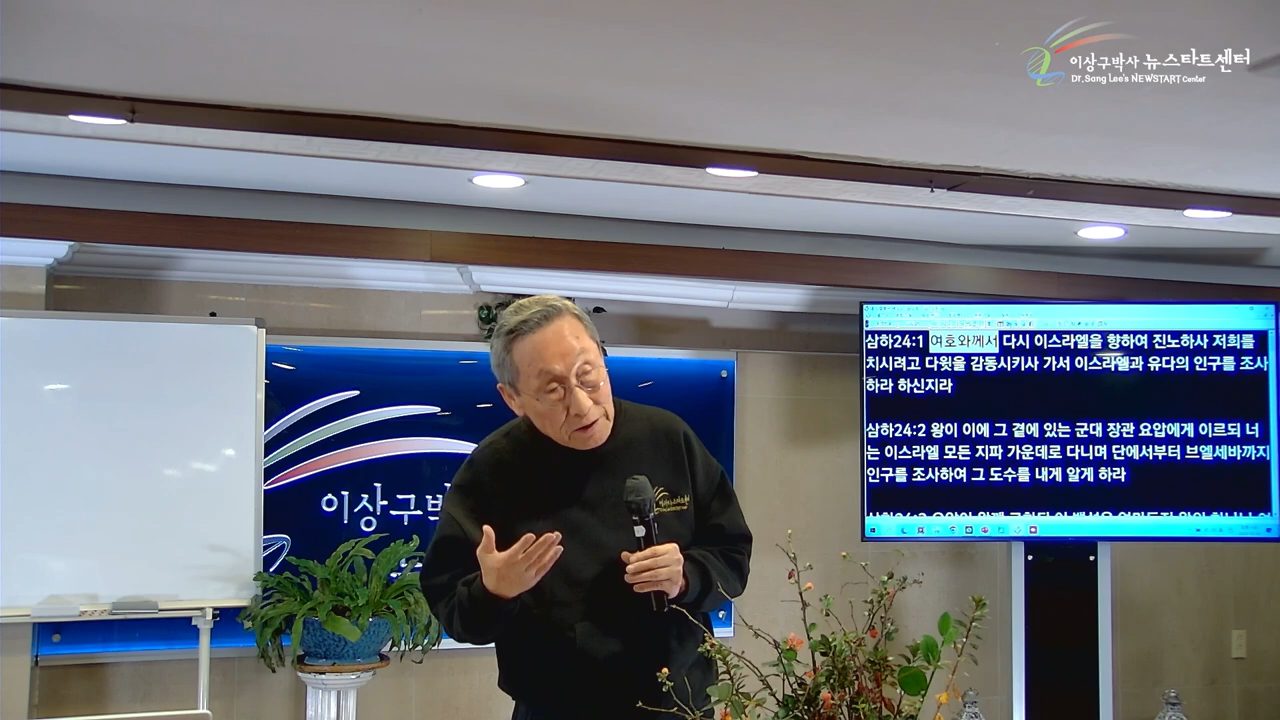 이상구박사 뉴스타트센터
Dr. Sang Lee's NEWSTART Center
이상구박
삼하24:1 여호와께서 다시 이스라엘을 향하여 진노하사 저희를
치시려고 다윗을 감동시키사 가서 이스라엘과 유다의 인구를 조사
하라 하신지라
삼하24:2 왕이 이에 그 곁에 있는 군대 장관 요압에게 이르되 너
는 이스라엘 모든 지파 가운데로 다니며 단에서부터 브엘세바까지
인구를 조사하여 그 도수를 내게 알게 하라